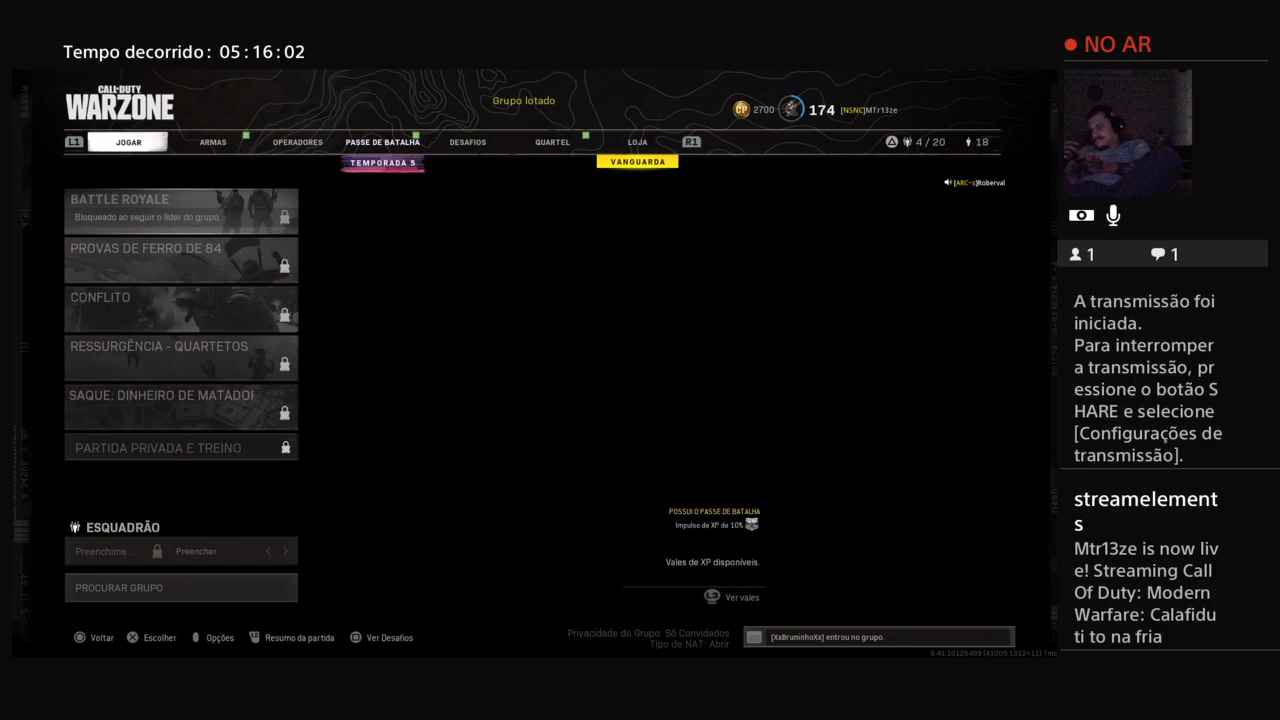 Tempo decorrido: 05:16:02
NO AR
CALL OF DUTY
WARZONE
Grupo lotado
CP 2700
174 [NSNC]MTr13ze
L1 JOGAR ARMAS OPERADORES PASSE DE BATALHA DESAFIOS QUARTEL LOJA R1
4 / 20 18
TEMPORADA 5
VANGUARDA
[ARC-s]Roberval
BATTLE ROYALE
Bloqueado ao seguir o líder do grupo.
PROVAS DE FERRO DE 84
CONFLITO
RESSURGÊNCIA - QUARTETOS
SAQUE: DINHEIRO DE MATADOR
PARTIDA PRIVADA E TREINO
ESQUADRÃO
Preenchime... Preencher
PROCURAR GRUPO
POSSUI O PASSE DE BATALHA
Impulso de XP de 10%
Vales de XP disponíveis.
L3 Ver vales
Voltar Escolher Opções Resumo da partida Ver Desafios
Privacidade do Grupo: Só Convidados
Tipo de NAT: Abrir
[XxBruninhoXx] entrou no grupo.
1 1
A transmissão foi
iniciada.
Para interromper
a transmissão, pr
essione o botão S
HARE e selecione
[Configurações de
transmissão].
streamelement
s
Mtr13ze is now liv
e! Streaming Call
Of Duty: Modern
Warfare: Calafidu
ti to na fria